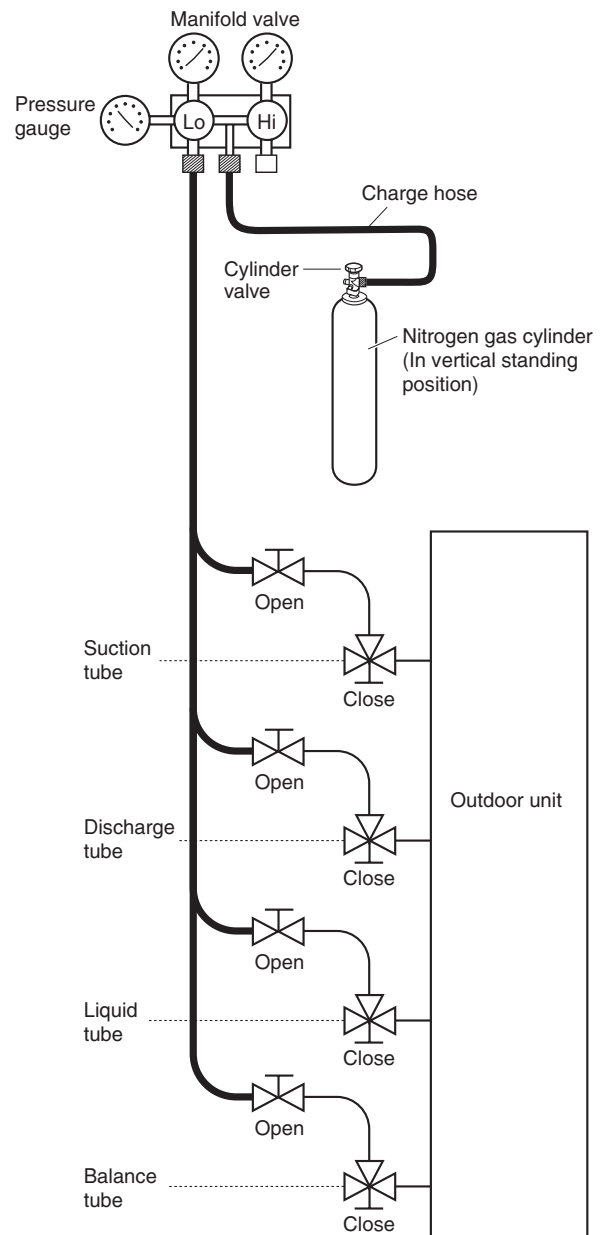 Manifold valve
Pressure
gauge
Lo
Hi
Charge hose
Cylinder
valve
Nitrogen gas cylinder
(In vertical standing
position)
Open
Suction
tube
Close
Open
Outdoor unit
Discharge
tube
Close
Open
Liquid
tube
Close
Open
Balance
tube
Close